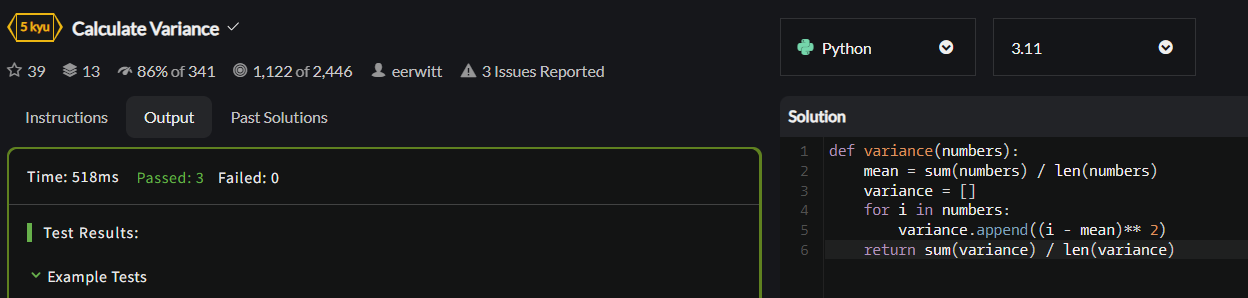 5 kyu Calculate Variance
39 13 86% of 341 1,122 of 2,446 eerwitt 3 Issues Reported
Instructions Output Past Solutions
Time: 518ms Passed: 3 Failed: 0
Test Results:
Example Tests
Python 3.11
Solution
1 def variance(numbers):
2     mean = sum(numbers) / len(numbers)
3     variance = []
4     for i in numbers:
5         variance.append((i - mean)** 2)
6     return sum(variance) / len(variance)